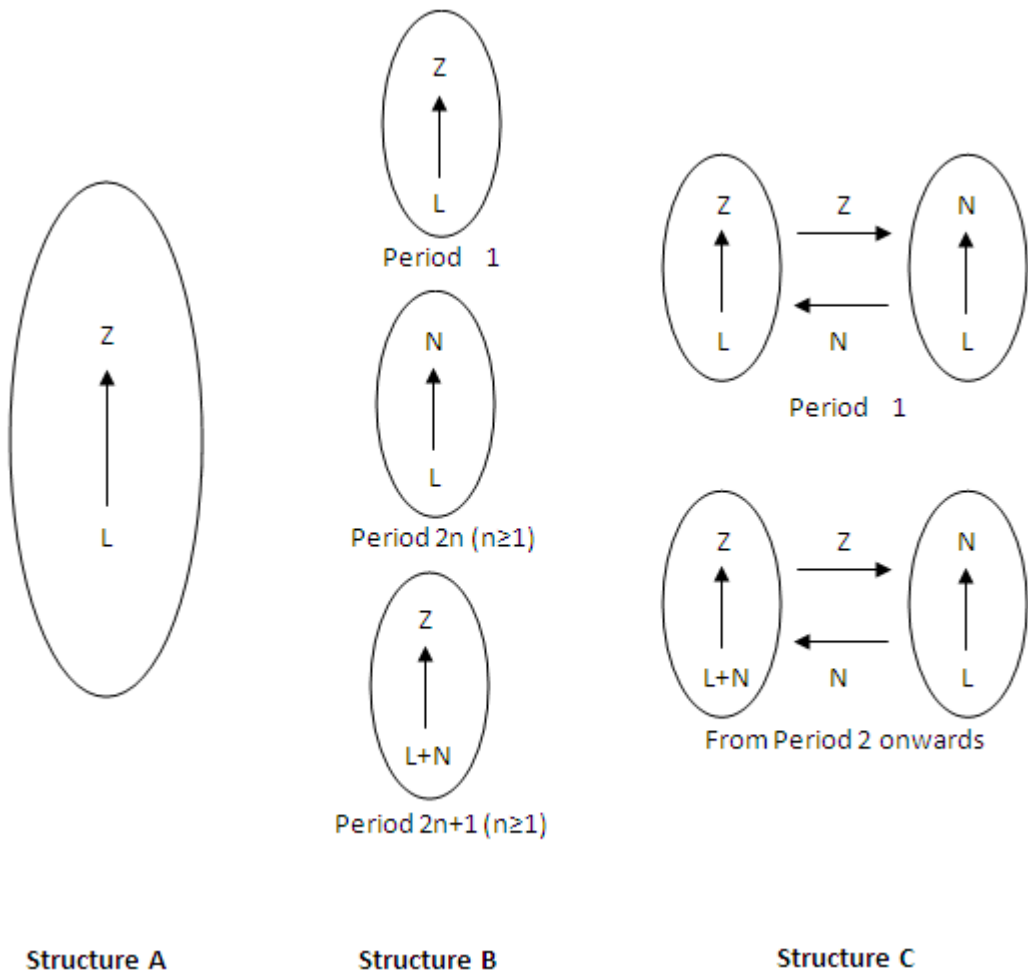 Z
L
Structure A
Z
L
Period 1
N
L
Period 2n (n≥1)
Z
L+N
Period 2n+1 (n≥1)
Structure B
Z Z N
L N L
Period 1
Z Z N
L+N N L
From Period 2 onwards
Structure C